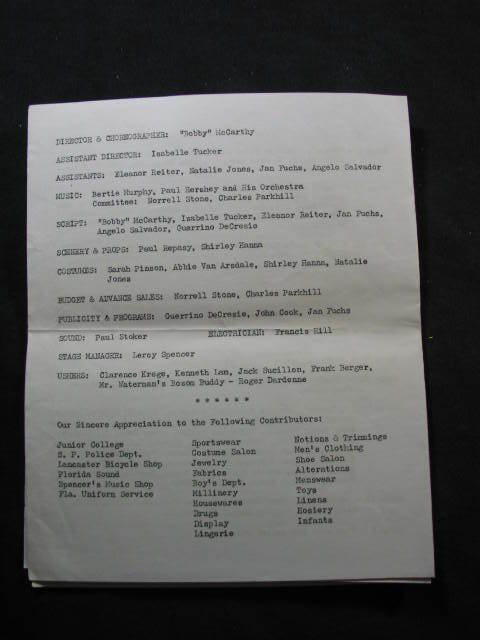 DIRECTOR & CHOREOGRAPHER: "Bobby" McCarthy
ASSISTANT DIRECTOR: Isabelle Tucker
ASSISTANTS: Eleanor Reiter, Natalie Jones, Jan Fuchs, Angelo Salvador
MUSIC: Bertie Murphy, Paul Hershey and His Orchestra
Committee: Norrell Stone, Charles Parkhill
SCRIPT: "Bobby" McCarthy, Isabelle Tucker, Eleanor Reiter, Jan Fuchs,
Angelo Salvador, Guerrino DeCresie
SCENERY & PROPS: Paul Repasy, Shirley Hanna
COSTUMES: Sarah Pinson, Abbie Van Arsdale, Shirley Hanna, Natalie
Jones
BUDGET & ADVANCE SALES: Norrell Stone, Charles Parkhill
PUBLICITY & PROGRAMS: Guerrino DeCresie, John Cook, Jan Fuchs
SOUND: Paul Stoker ELECTRICIAN: Francis Hill
STAGE MANAGER: Leroy Spencer
USHERS: Clarence Krege, Kenneth Lam, Jack Sucillon, Frank Berger,
Mr. Waterman's Bosom Buddy - Roger Dardenne
* * * * * *
Our Sincere Appreciation to the Following Contributors:
Junior College
S. P. Police Dept.
Lancaster Bicycle Shop
Florida Sound
Spencer's Music Shop
Fla. Uniform Service
Sportswear
Costume Salon
Jewelry
Fabrics
Boy's Dept.
Millinery
Housewares
Drugs
Display
Lingerie
Notions & Trimmings
Men's Clothing
Shoe Salon
Alterations
Menswear
Toys
Linens
Hosiery
Infants